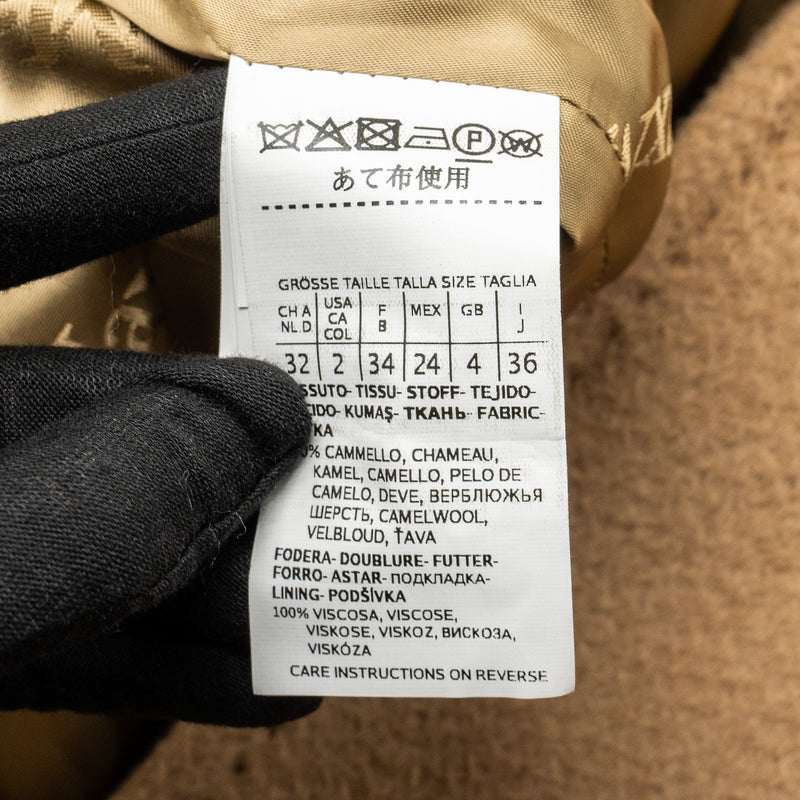 P W
あて布使用
GRÖSSE TAILLE TALLA SIZE TAGLIA
CH A NL D USA CA COL F B MEX GB I J
32 2 34 24 4 36
TISSU- STOFF- TEJIDO-
KUMAŞ- ТКАНЬ- FABRIC-
CAMMELLO, CHAMEAU,
KAMEL, CAMELLO, PELO DE
CAMELO, DEVE, ВЕРБЛЮЖЬЯ
ШЕРСТЬ, CAMELWOOL,
VELBLOUD, ŤAVA
FODERA- DOUBLURE- FUTTER-
FORRO- ASTAR- ПОДКЛАДКА-
LINING- PODŠÍVKA
100% VISCOSA, VISCOSE,
VISKOSE, VISKOZ, ВИСКОЗА,
VISKÓZA
CARE INSTRUCTIONS ON REVERSE